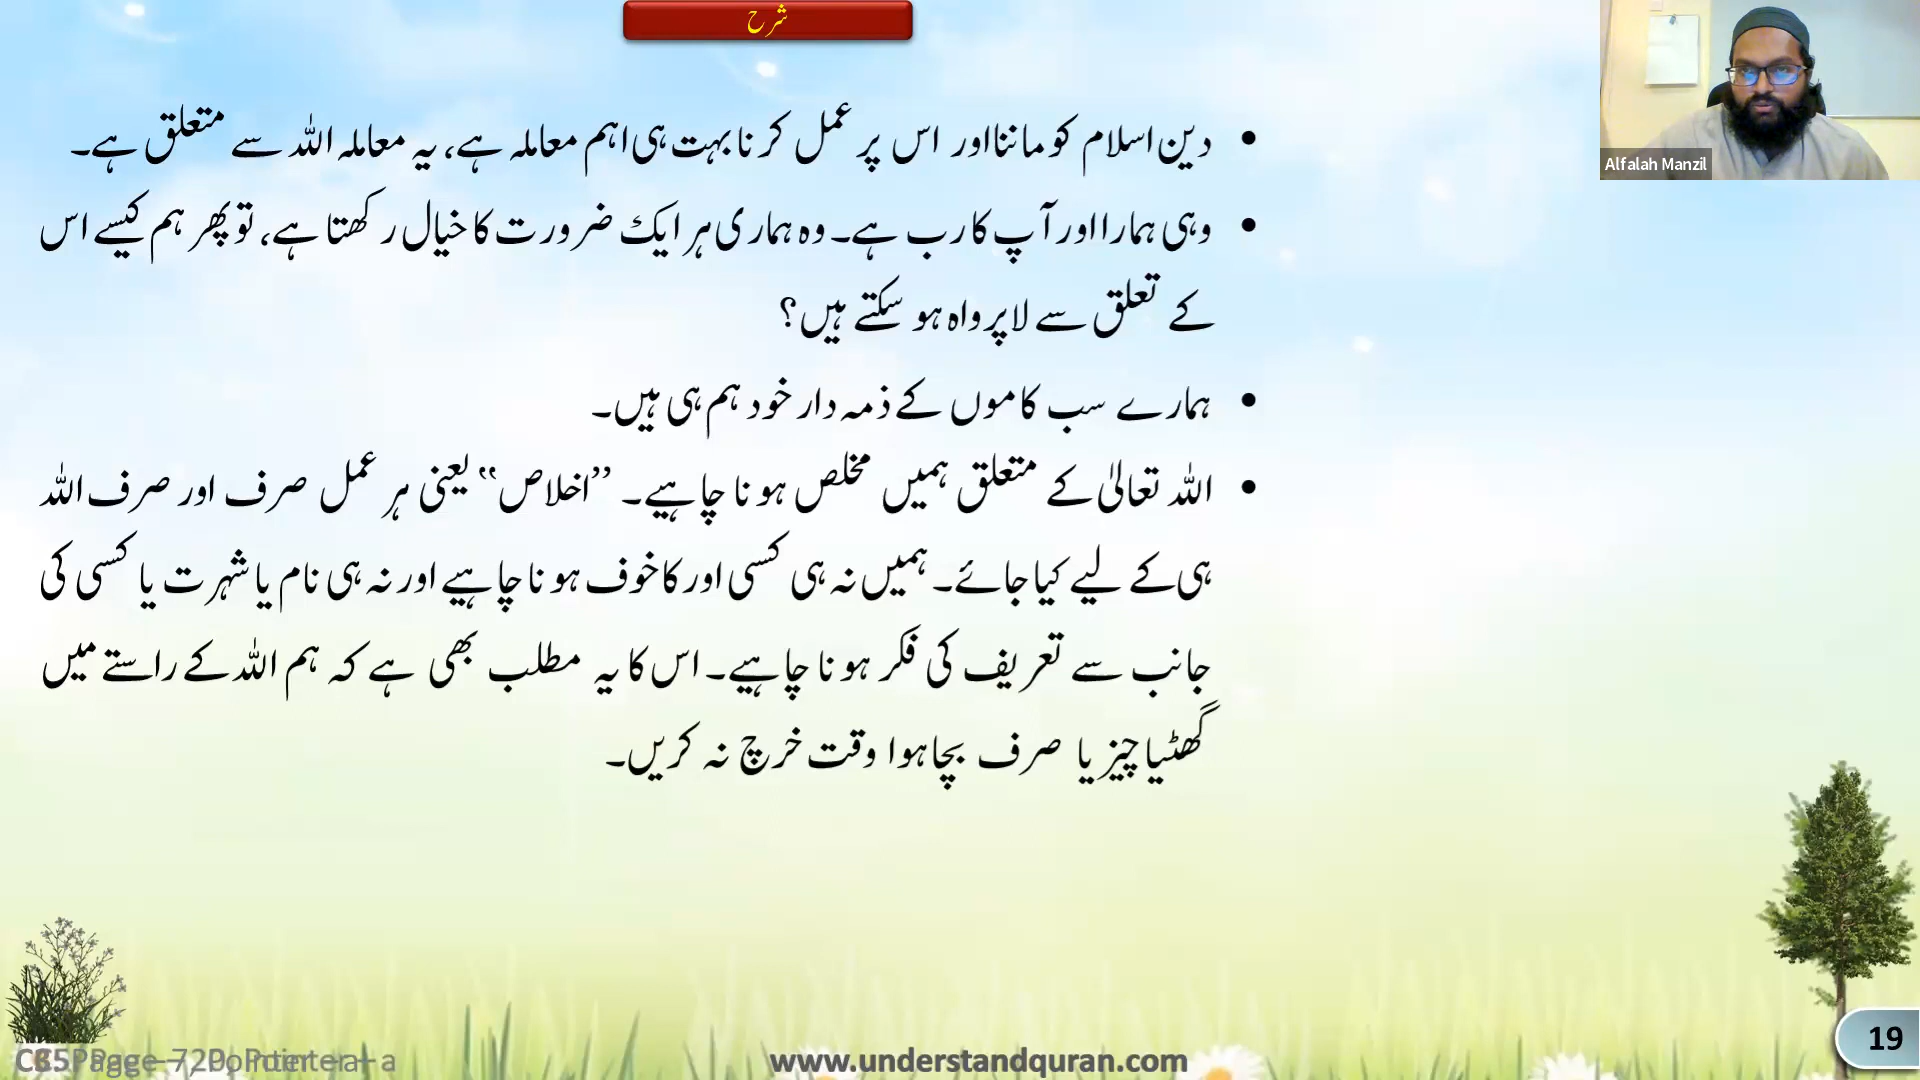 شرح
Alfalah Manzil
• دین اسلام کو ماننا اور اس پر عمل کرنا بہت ہی اہم معاملہ ہے، یہ معاملہ اللہ سے متعلق ہے۔
• وہی ہمارا اور آپ کا رب ہے۔ وہ ہماری ہر ایک ضرورت کا خیال رکھتا ہے، تو پھر ہم کیسے اس
کے تعلق سے لاپرواہ ہو سکتے ہیں؟
• ہمارے سب کاموں کے ذمہ دار خود ہم ہی ہیں۔
• اللہ تعالیٰ کے متعلق ہمیں مخلص ہونا چاہیے۔ ’’اخلاص‘‘ یعنی ہر عمل صرف اور صرف اللہ
ہی کے لیے کیا جائے۔ ہمیں نہ ہی کسی اور کا خوف ہونا چاہیے اور نہ ہی نام یا شہرت یا کسی کی
جانب سے تعریف کی فکر ہونا چاہیے۔ اس کا یہ مطلب بھی ہے کہ ہم اللہ کے راستے میں
گھٹیا چیز یا صرف بچا ہوا وقت خرچ نہ کریں۔
www.understandquran.com
19